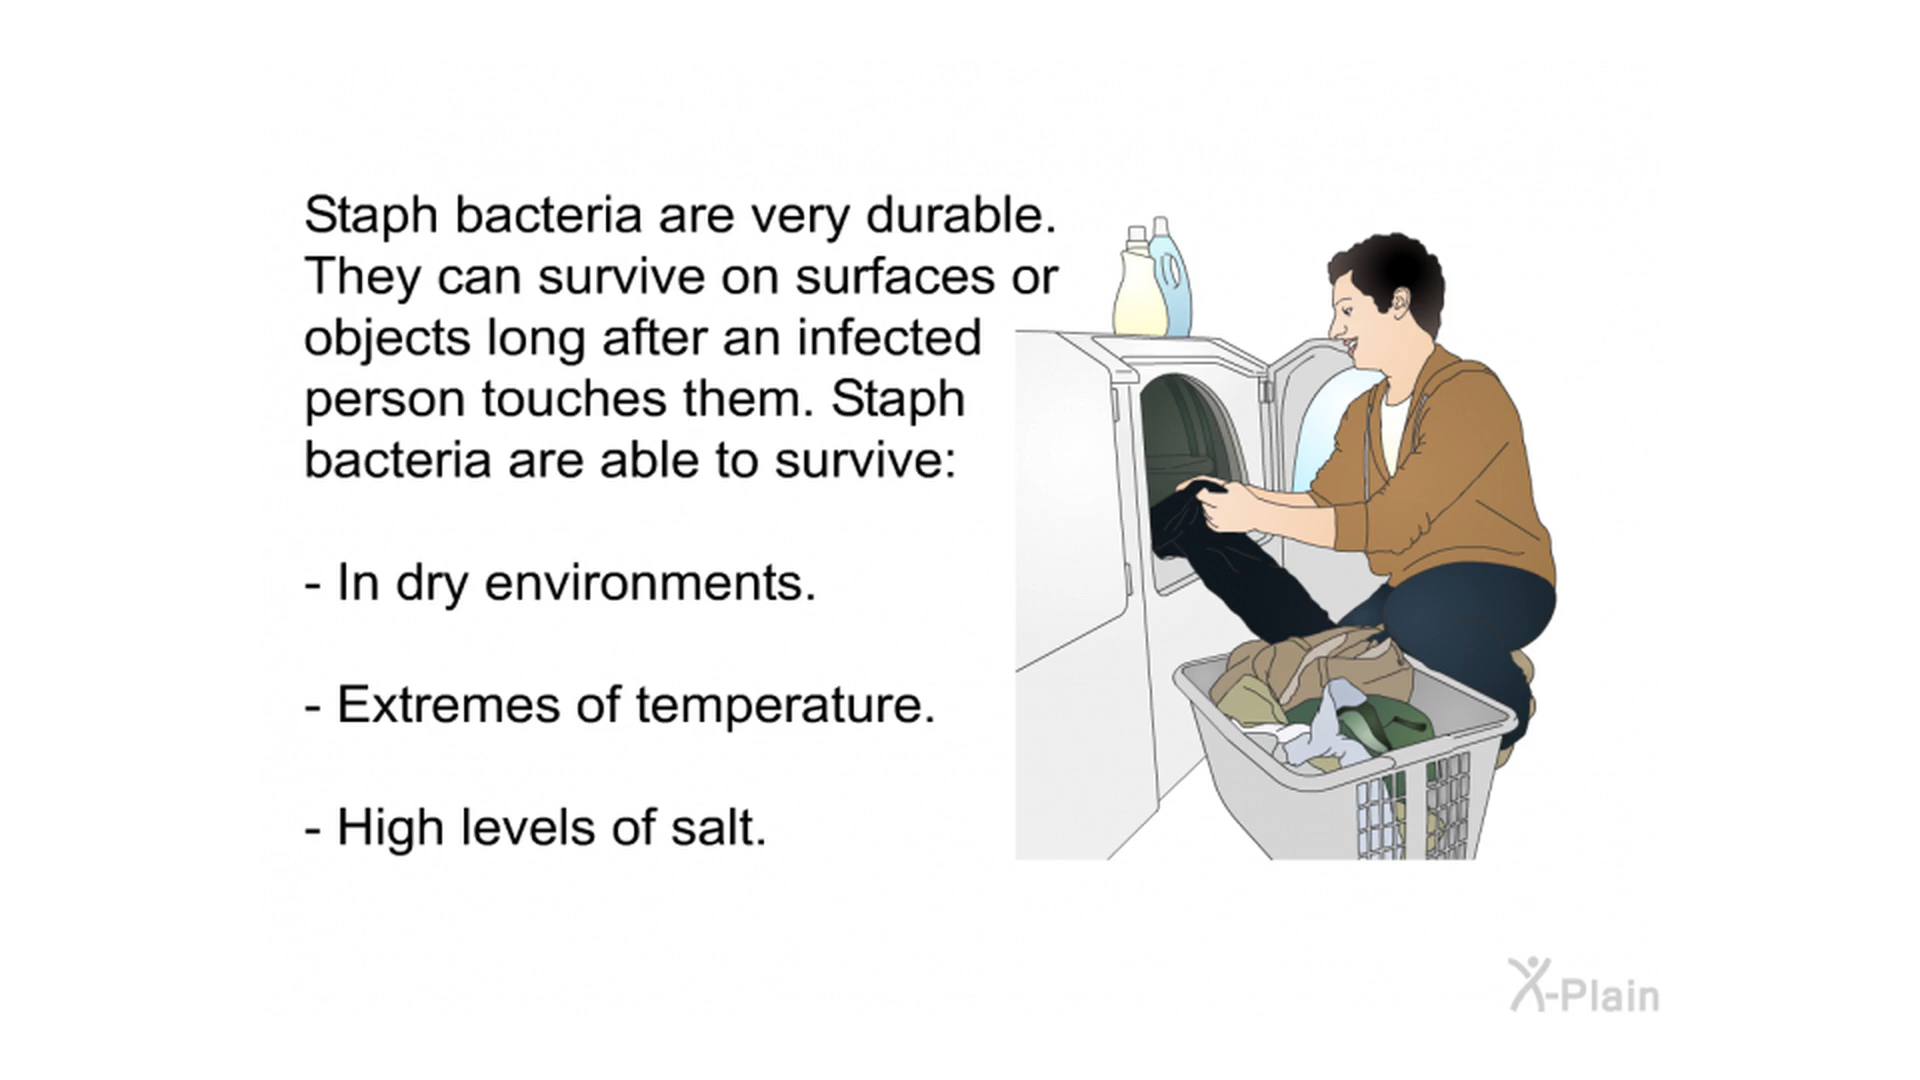 Staph bacteria are very durable.
They can survive on surfaces or
objects long after an infected
person touches them. Staph
bacteria are able to survive:
- In dry environments.
- Extremes of temperature.
- High levels of salt.
X-Plain